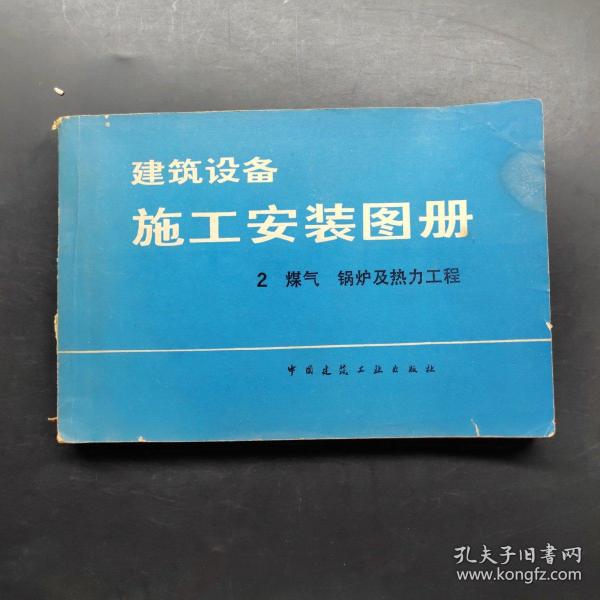 建筑设备
施工安装图册
2 煤气 锅炉及热力工程
中国建筑工业出版社
孔夫子旧书网
www.kongfz.com